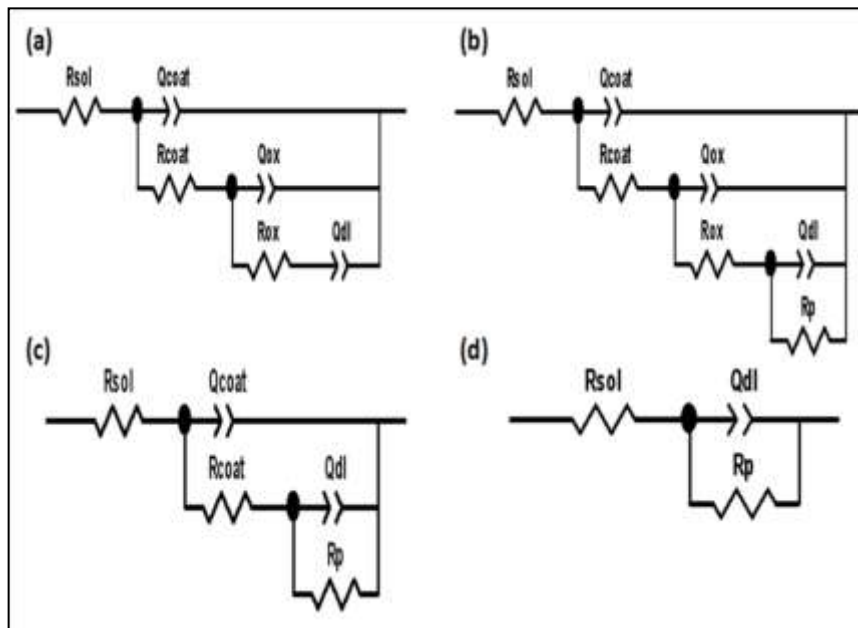 (a)
Rsol
Qcoat
Rcoat
Qox
Rox
Qdl
(b)
Rsol
Qcoat
Rcoat
Qox
Rox
Qdl
Rp
(c)
Rsol
Qcoat
Rcoat
Qdl
Rp
(d)
Rsol
Qdl
Rp